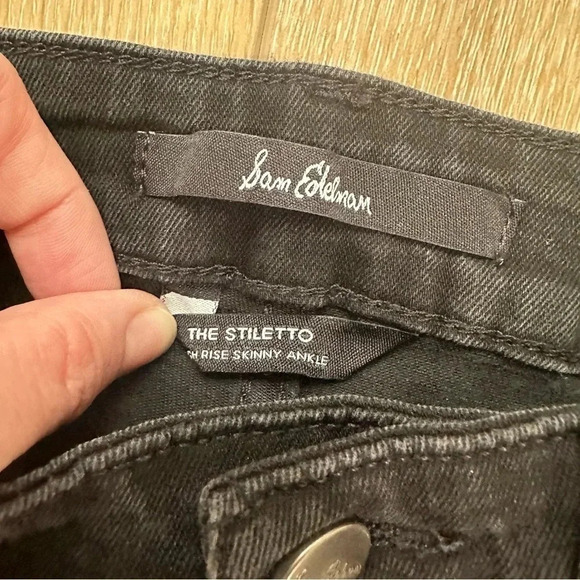 Sam Edelman
THE STILETTO
RISE SKINNY ANKLE